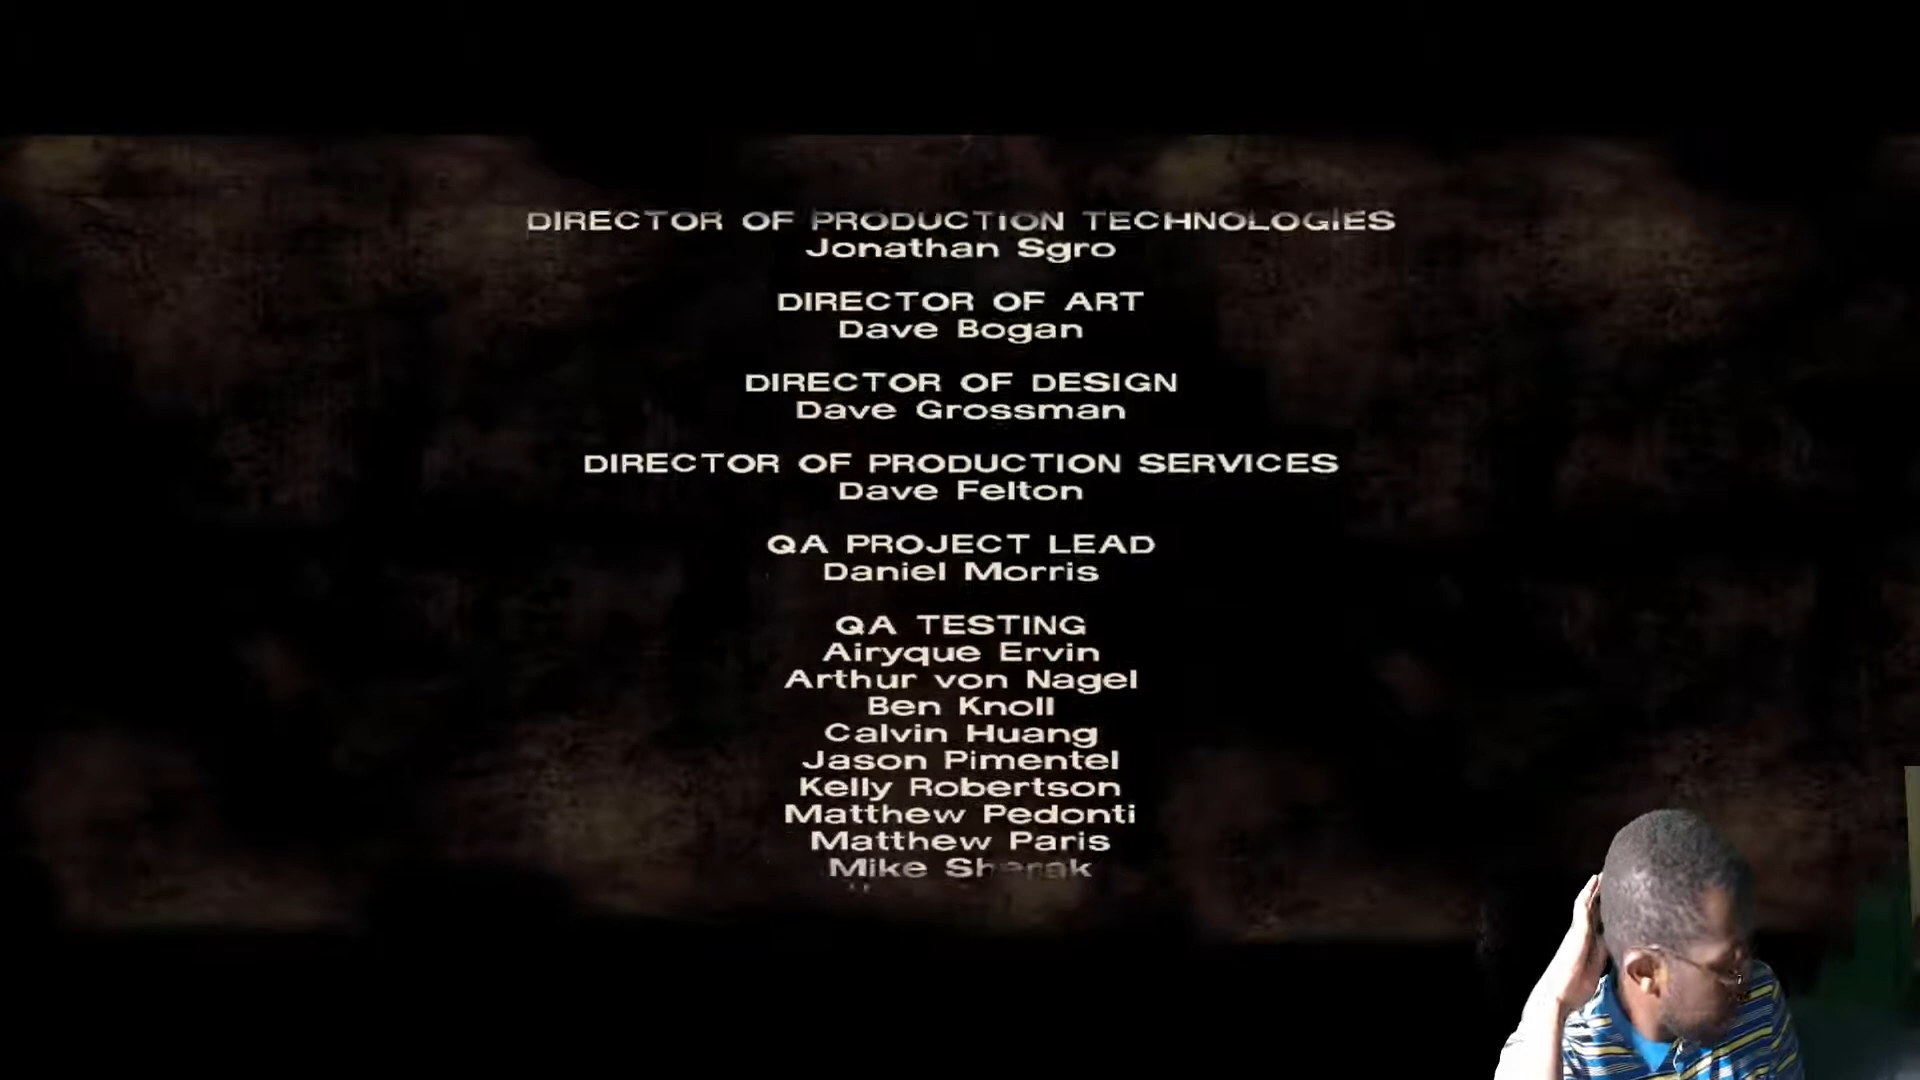 DIRECTOR OF PRODUCTION TECHNOLOGIES
Jonathan Sgro
DIRECTOR OF ART
Dave Bogan
DIRECTOR OF DESIGN
Dave Grossman
DIRECTOR OF PRODUCTION SERVICES
Dave Felton
QA PROJECT LEAD
Daniel Morris
QA TESTING
Airyque Ervin
Arthur von Nagel
Ben Knoll
Calvin Huang
Jason Pimentel
Kelly Robertson
Matthew Pedonti
Matthew Paris
Mike Sherak